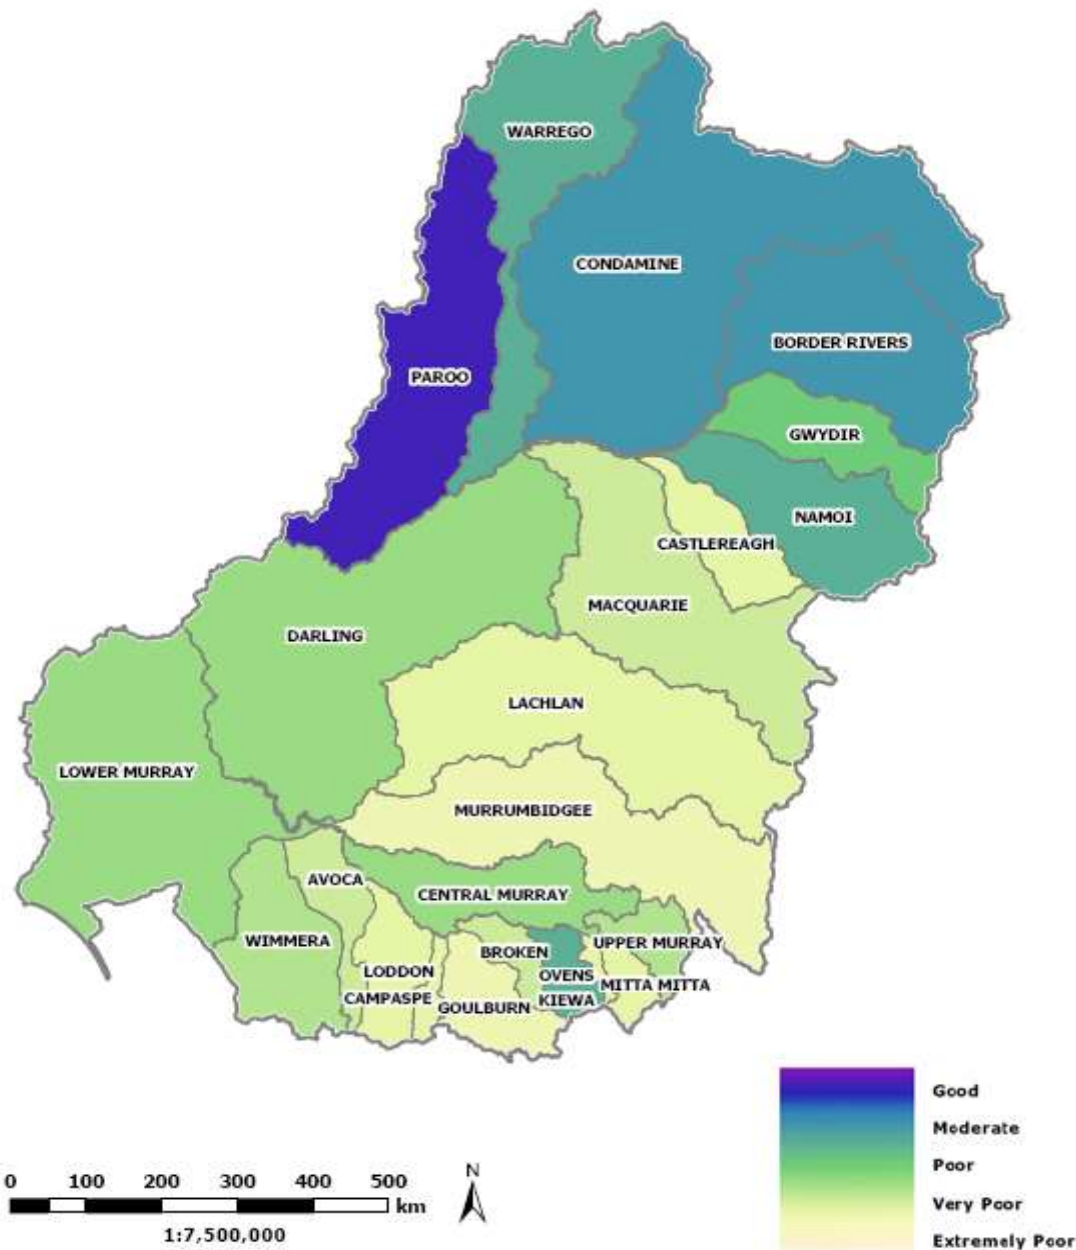 WARREGO
CONDAMINE
BORDER RIVERS
PAROO
GWYDIR
NAMOI
CASTLEREAGH
MACQUARIE
DARLING
LACHLAN
LOWER MURRAY
MURRUMBIDGEE
AVOCA
CENTRAL MURRAY
WIMMERA
BROKEN
UPPER MURRAY
LODDON
OVENS
MITTA MITTA
CAMPASPE
GOULBURN
KIEWA
Good
Moderate
Poor
Very Poor
Extremely Poor
0 100 200 300 400 500
km
1:7,500,000
N